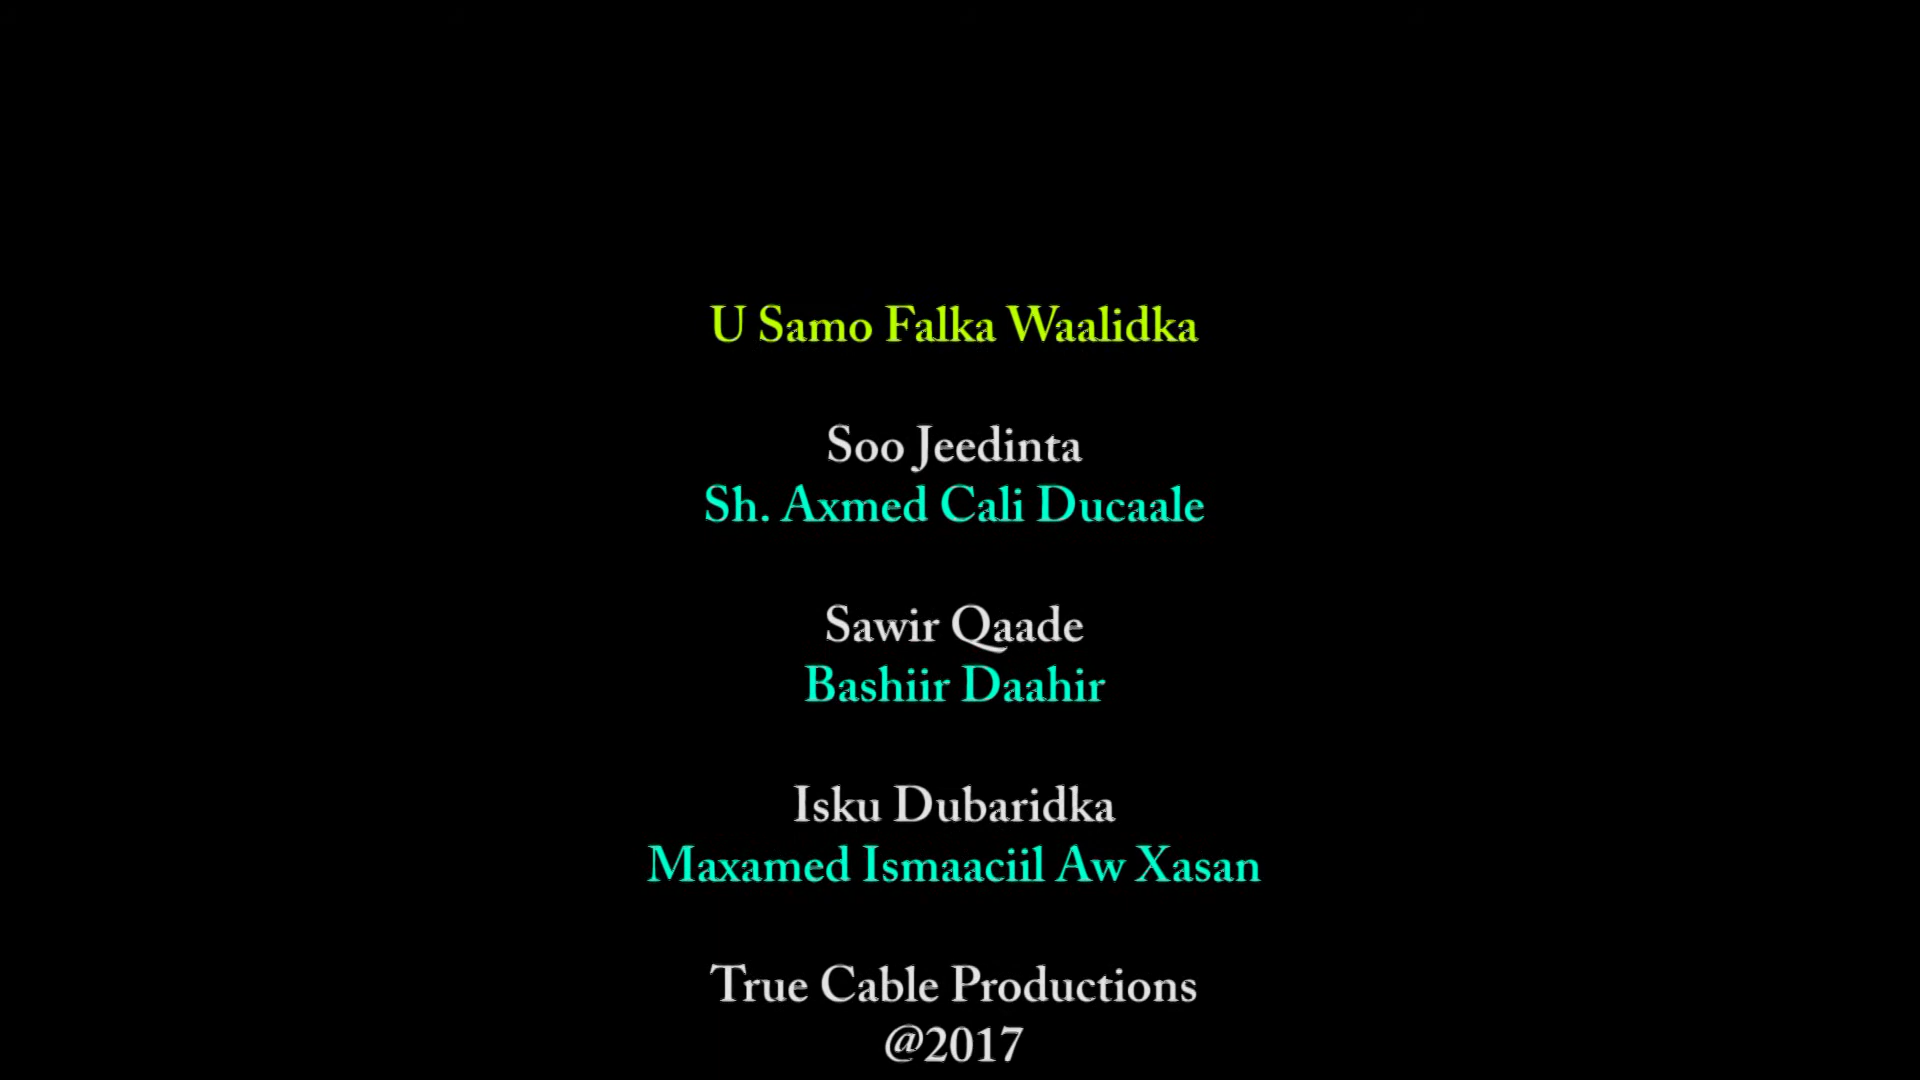 U Samo Falka Waalidka
Soo Jeedinta
Sh. Axmed Cali Ducaale
Sawir Qaade
Bashiir Daahir
Isku Dubaridka
Maxamed Ismaaciil Aw Xasan
True Cable Productions
@2017